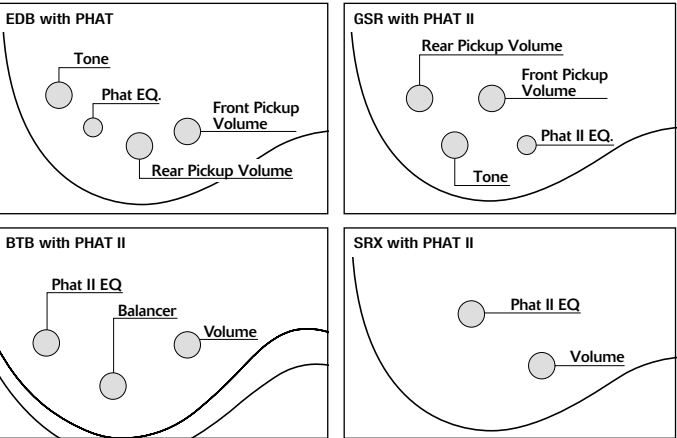 EDB with PHAT
Tone
Phat EQ.
Front Pickup
Volume
Rear Pickup Volume
GSR with PHAT II
Rear Pickup Volume
Front Pickup
Volume
Phat II EQ.
Tone
BTB with PHAT II
Phat II EQ
Balancer
Volume
SRX with PHAT II
Phat II EQ
Volume